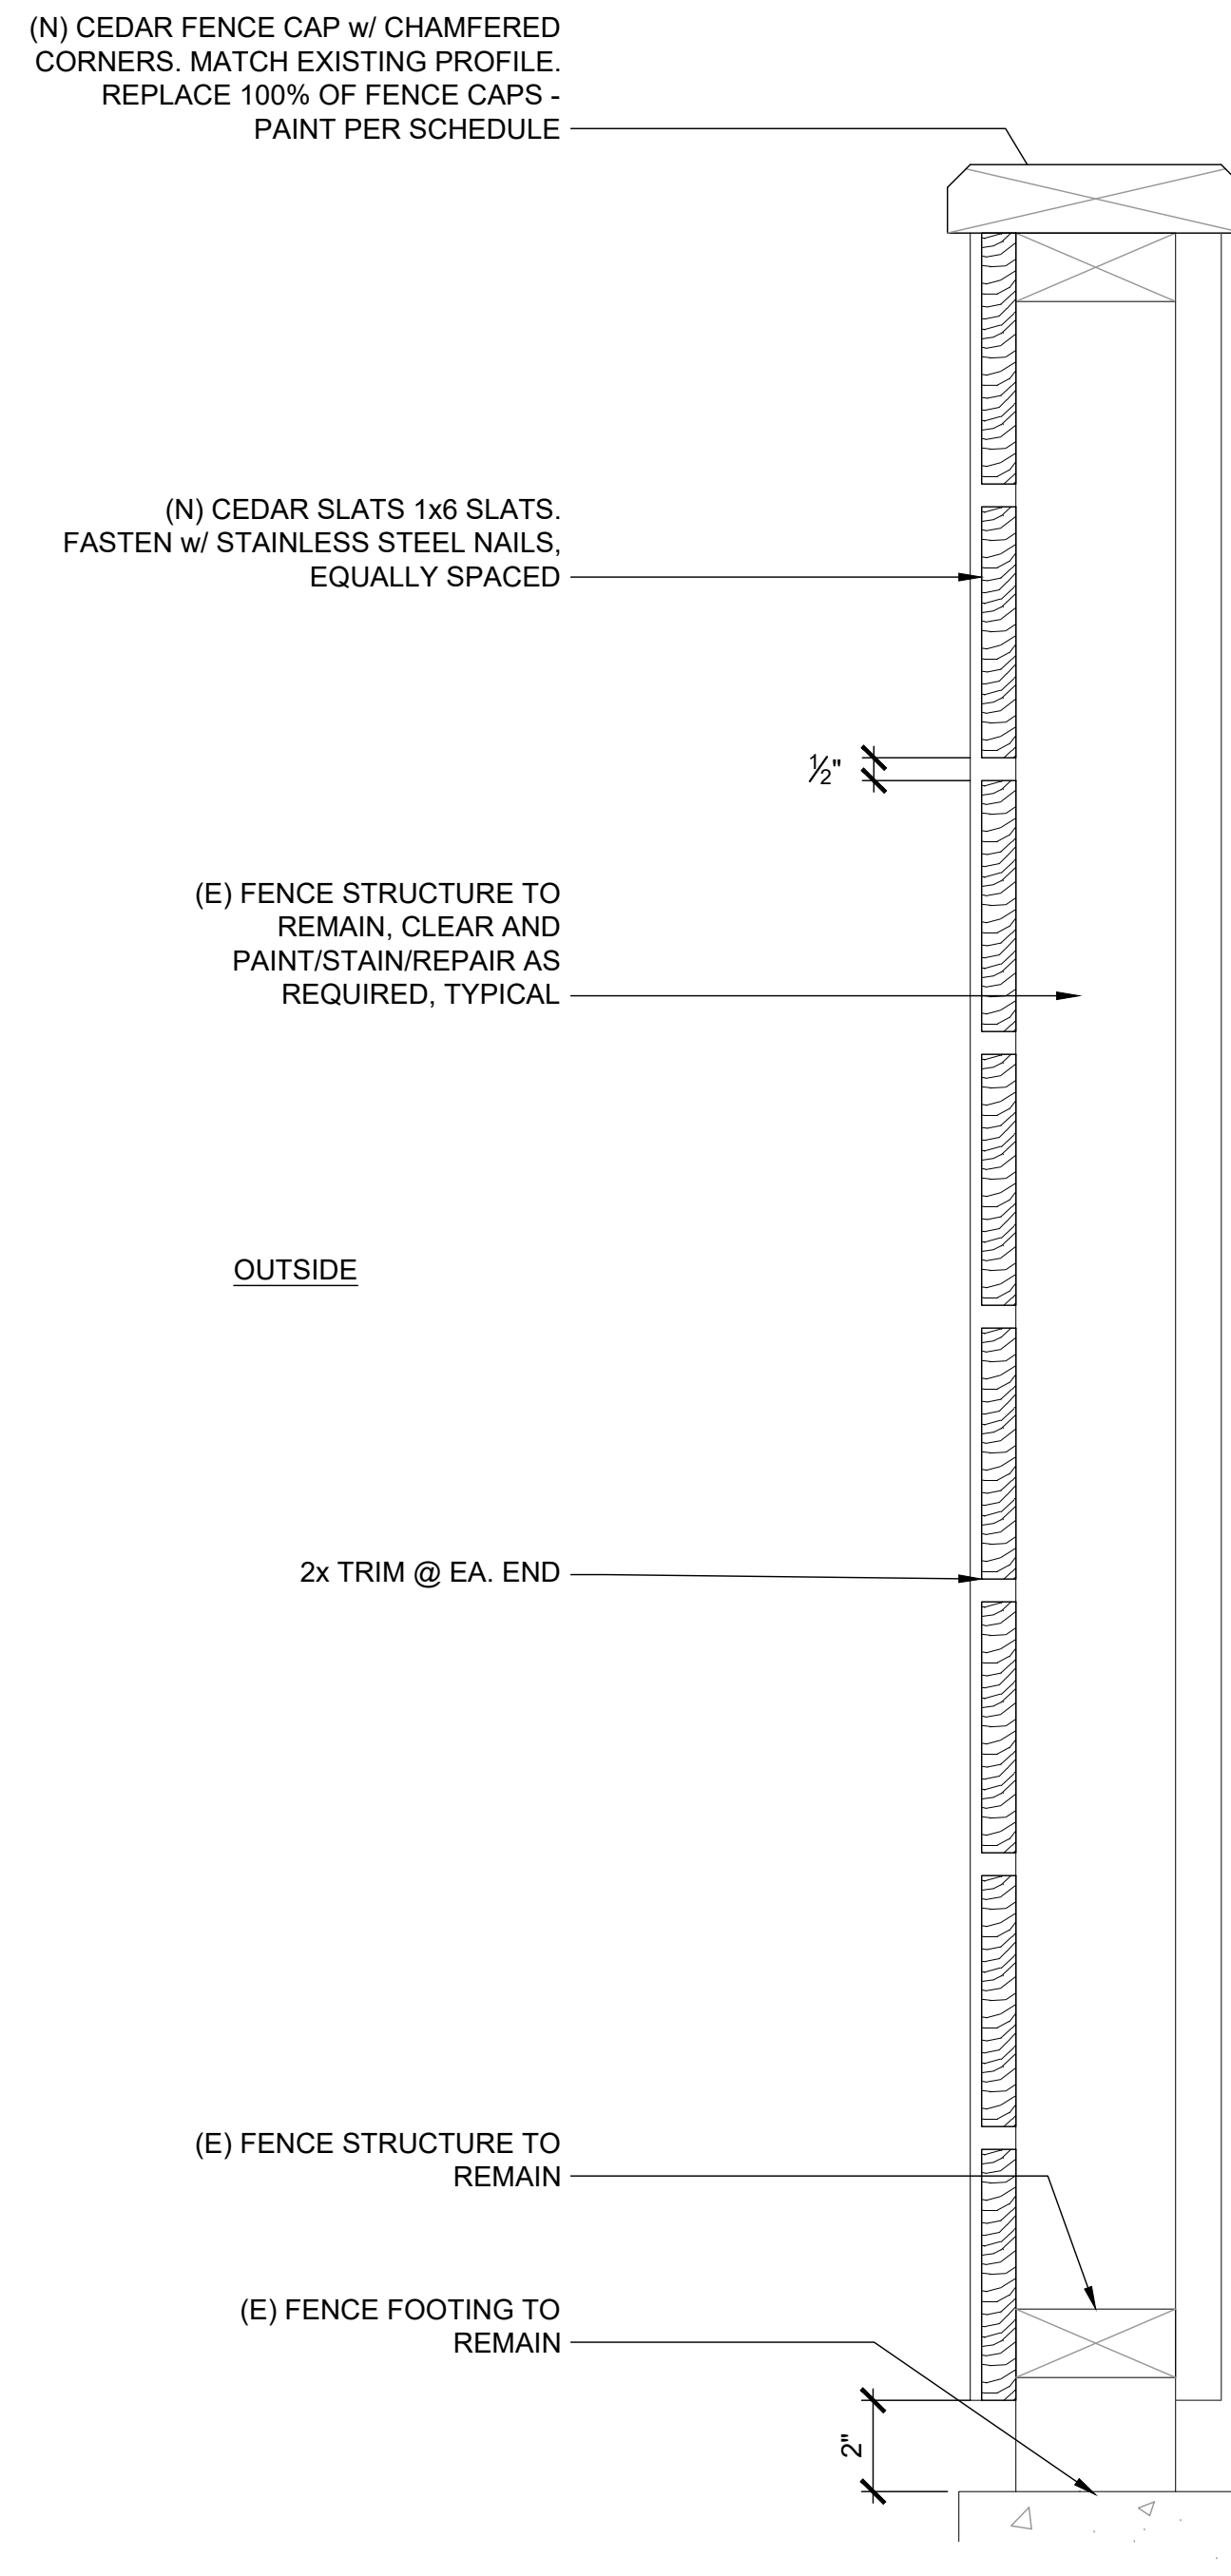 (N) CEDAR FENCE CAP w/ CHAMFERED
CORNERS. MATCH EXISTING PROFILE.
REPLACE 100% OF FENCE CAPS -
PAINT PER SCHEDULE
(N) CEDAR SLATS 1x6 SLATS.
FASTEN w/ STAINLESS STEEL NAILS,
EQUALLY SPACED
½"
(E) FENCE STRUCTURE TO
REMAIN, CLEAR AND
PAINT/STAIN/REPAIR AS
REQUIRED, TYPICAL
OUTSIDE
2x TRIM @ EA. END
(E) FENCE STRUCTURE TO
REMAIN
(E) FENCE FOOTING TO
REMAIN
2"